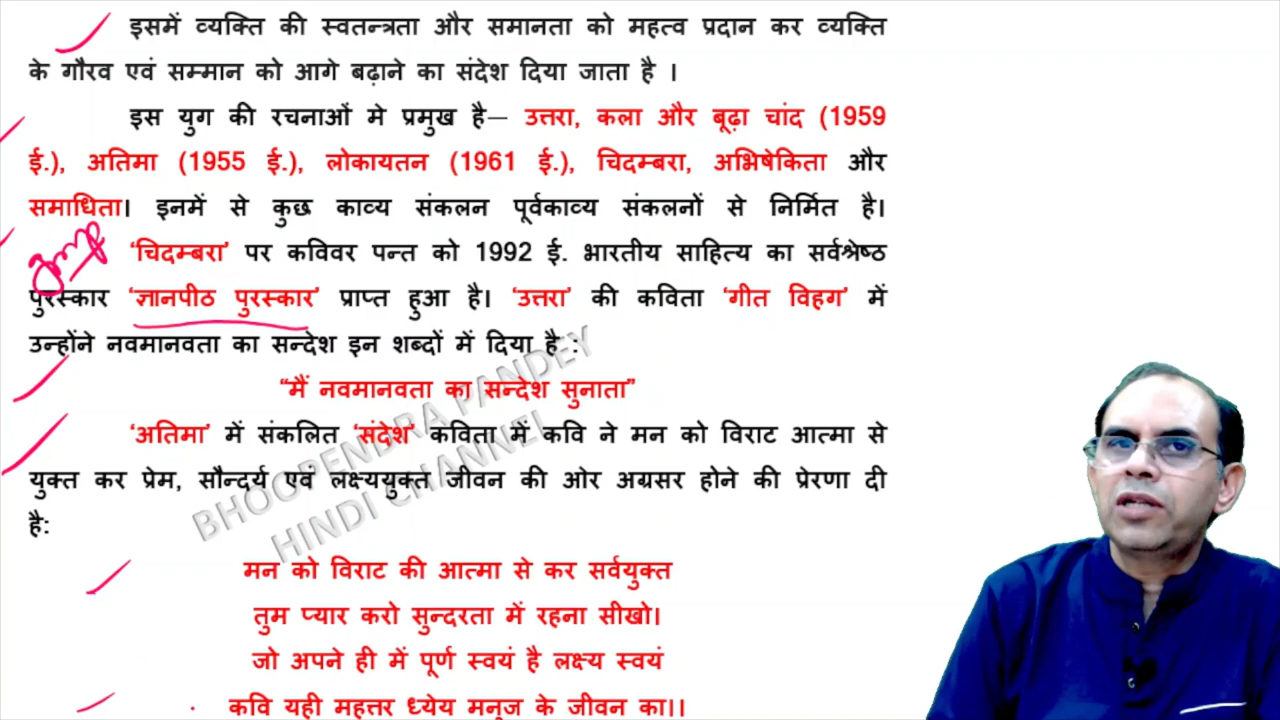 इसमें व्यक्ति की स्वतन्त्रता और समानता को महत्व प्रदान कर व्यक्ति
के गौरव एवं सम्मान को आगे बढ़ाने का संदेश दिया जाता है ।
इस युग की रचनाओं मे प्रमुख है— उत्तरा, कला और बूढ़ा चांद (1959
ई.), अतिमा (1955 ई.), लोकायतन (1961 ई.), चिदम्बरा, अभिषेकिता और
समाधिता। इनमें से कुछ काव्य संकलन पूर्वकाव्य संकलनों से निर्मित है।
Imp
‘चिदम्बरा’ पर कविवर पन्त को 1992 ई. भारतीय साहित्य का सर्वश्रेष्ठ
पुरस्कार ‘ज्ञानपीठ पुरस्कार’ प्राप्त हुआ है। ‘उत्तरा’ की कविता ‘गीत विहग’ में
उन्होंने नवमानवता का सन्देश इन शब्दों में दिया है :
“मैं नवमानवता का सन्देश सुनाता”
‘अतिमा’ में संकलित ‘संदेश’ कविता में कवि ने मन को विराट आत्मा से
युक्त कर प्रेम, सौन्दर्य एवं लक्ष्ययुक्त जीवन की ओर अग्रसर होने की प्रेरणा दी
है:
मन को विराट की आत्मा से कर सर्वयुक्त
तुम प्यार करो सुन्दरता में रहना सीखो।
जो अपने ही में पूर्ण स्वयं है लक्ष्य स्वयं
कवि यही महत्तर ध्येय मनुज के जीवन का।।
BHOOPENDRA PANDEY
HINDI CHANNEL